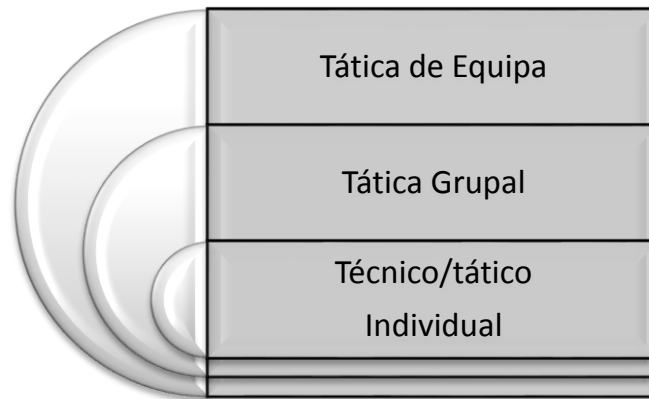 Tática de Equipa
Tática Grupal
Técnico/tático
Individual